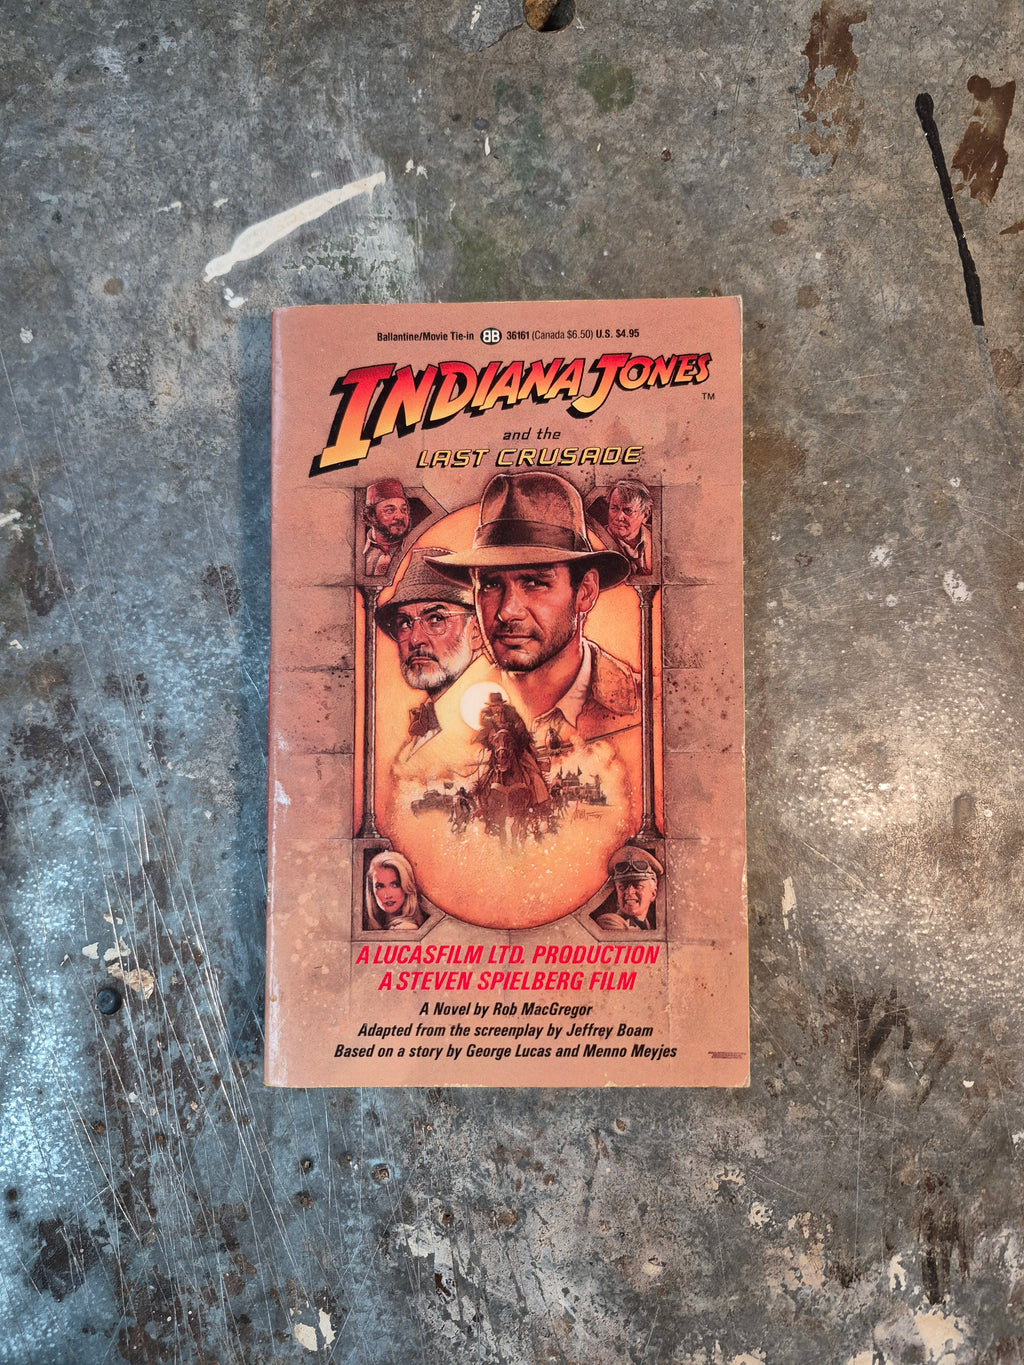 Ballantine/Movie Tie-in BB 36161 (Canada $6.50) U.S. $4.95
INDIANA JONES
TM
and the
LAST CRUSADE
A LUCASFILM LTD. PRODUCTION
A STEVEN SPIELBERG FILM
A Novel by Rob MacGregor
Adapted from the screenplay by Jeffrey Boam
Based on a story by George Lucas and Menno Meyjes